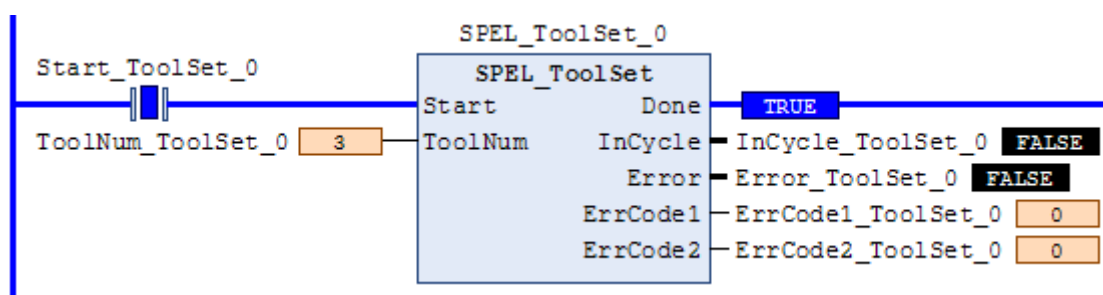 SPEL_ToolSet_0
Start_ToolSet_0
SPEL_ToolSet
Start Done TRUE
ToolNum_ToolSet_0 3 ToolNum InCycle InCycle_ToolSet_0 FALSE
Error Error_ToolSet_0 FALSE
ErrCode1 ErrCode1_ToolSet_0 0
ErrCode2 ErrCode2_ToolSet_0 0